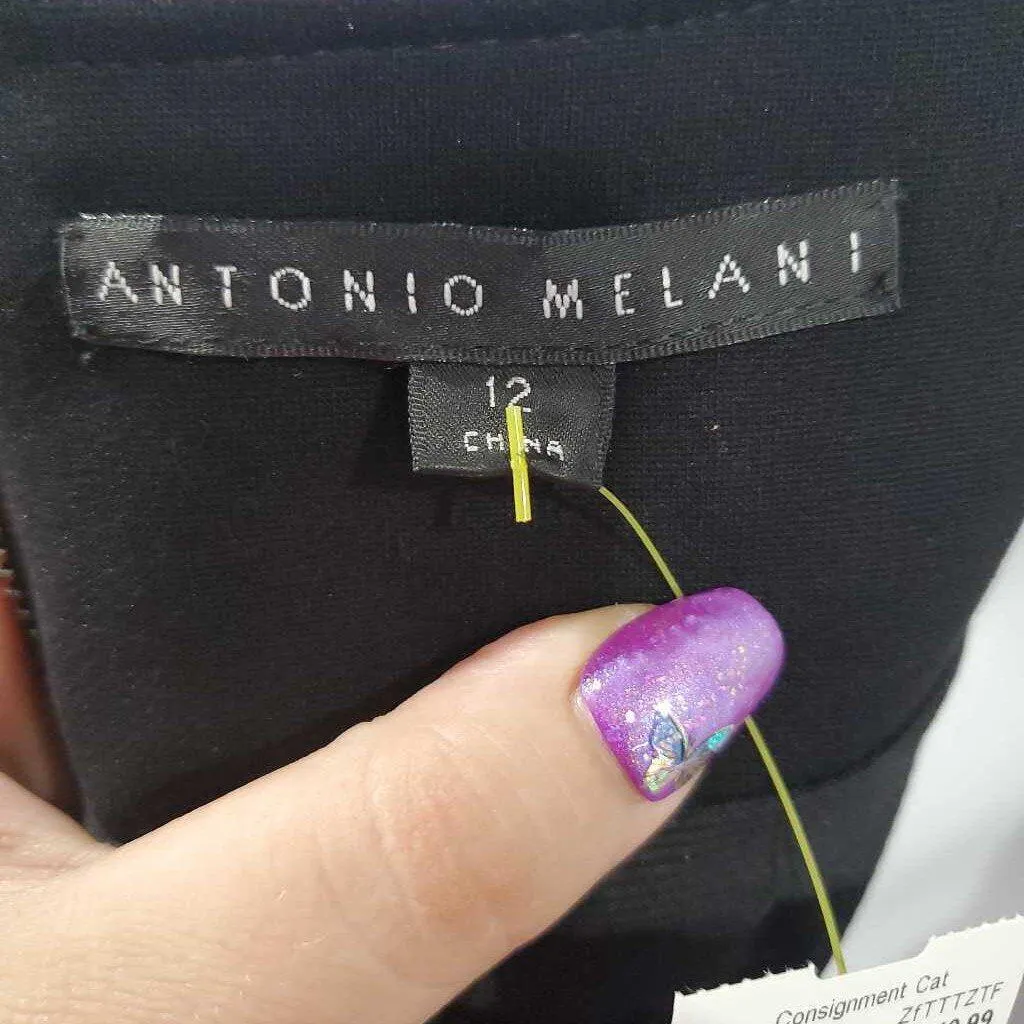 ANTONIO MELANI
12
CHINA
Consignment Cat
ZfTTTZTF